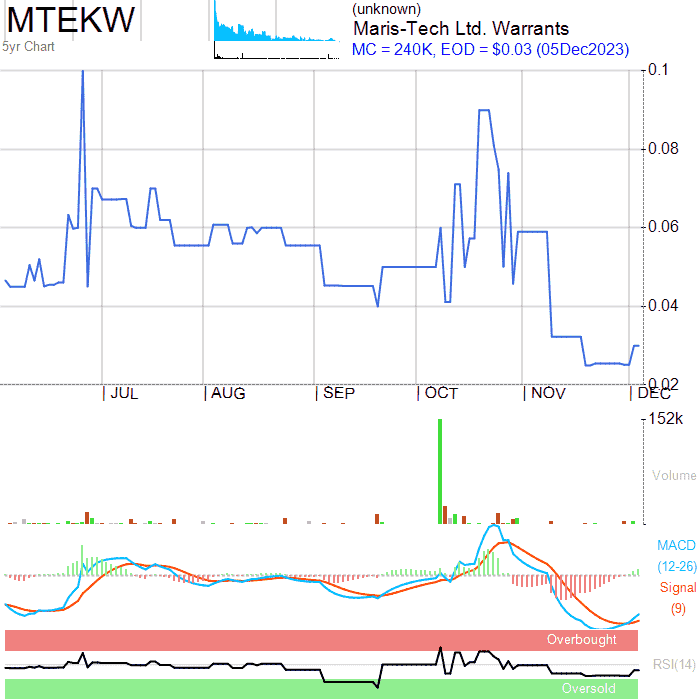 MTEKW
5yr Chart
(unknown)
Maris-Tech Ltd. Warrants
MC = 240K, EOD = $0.03 (05Dec2023)
0.1
0.08
0.06
0.04
0.02
JUL AUG SEP OCT NOV DEC
152k
Volume
MACD
(12-26)
Signal
(9)
Overbought
RSI(14)
Oversold